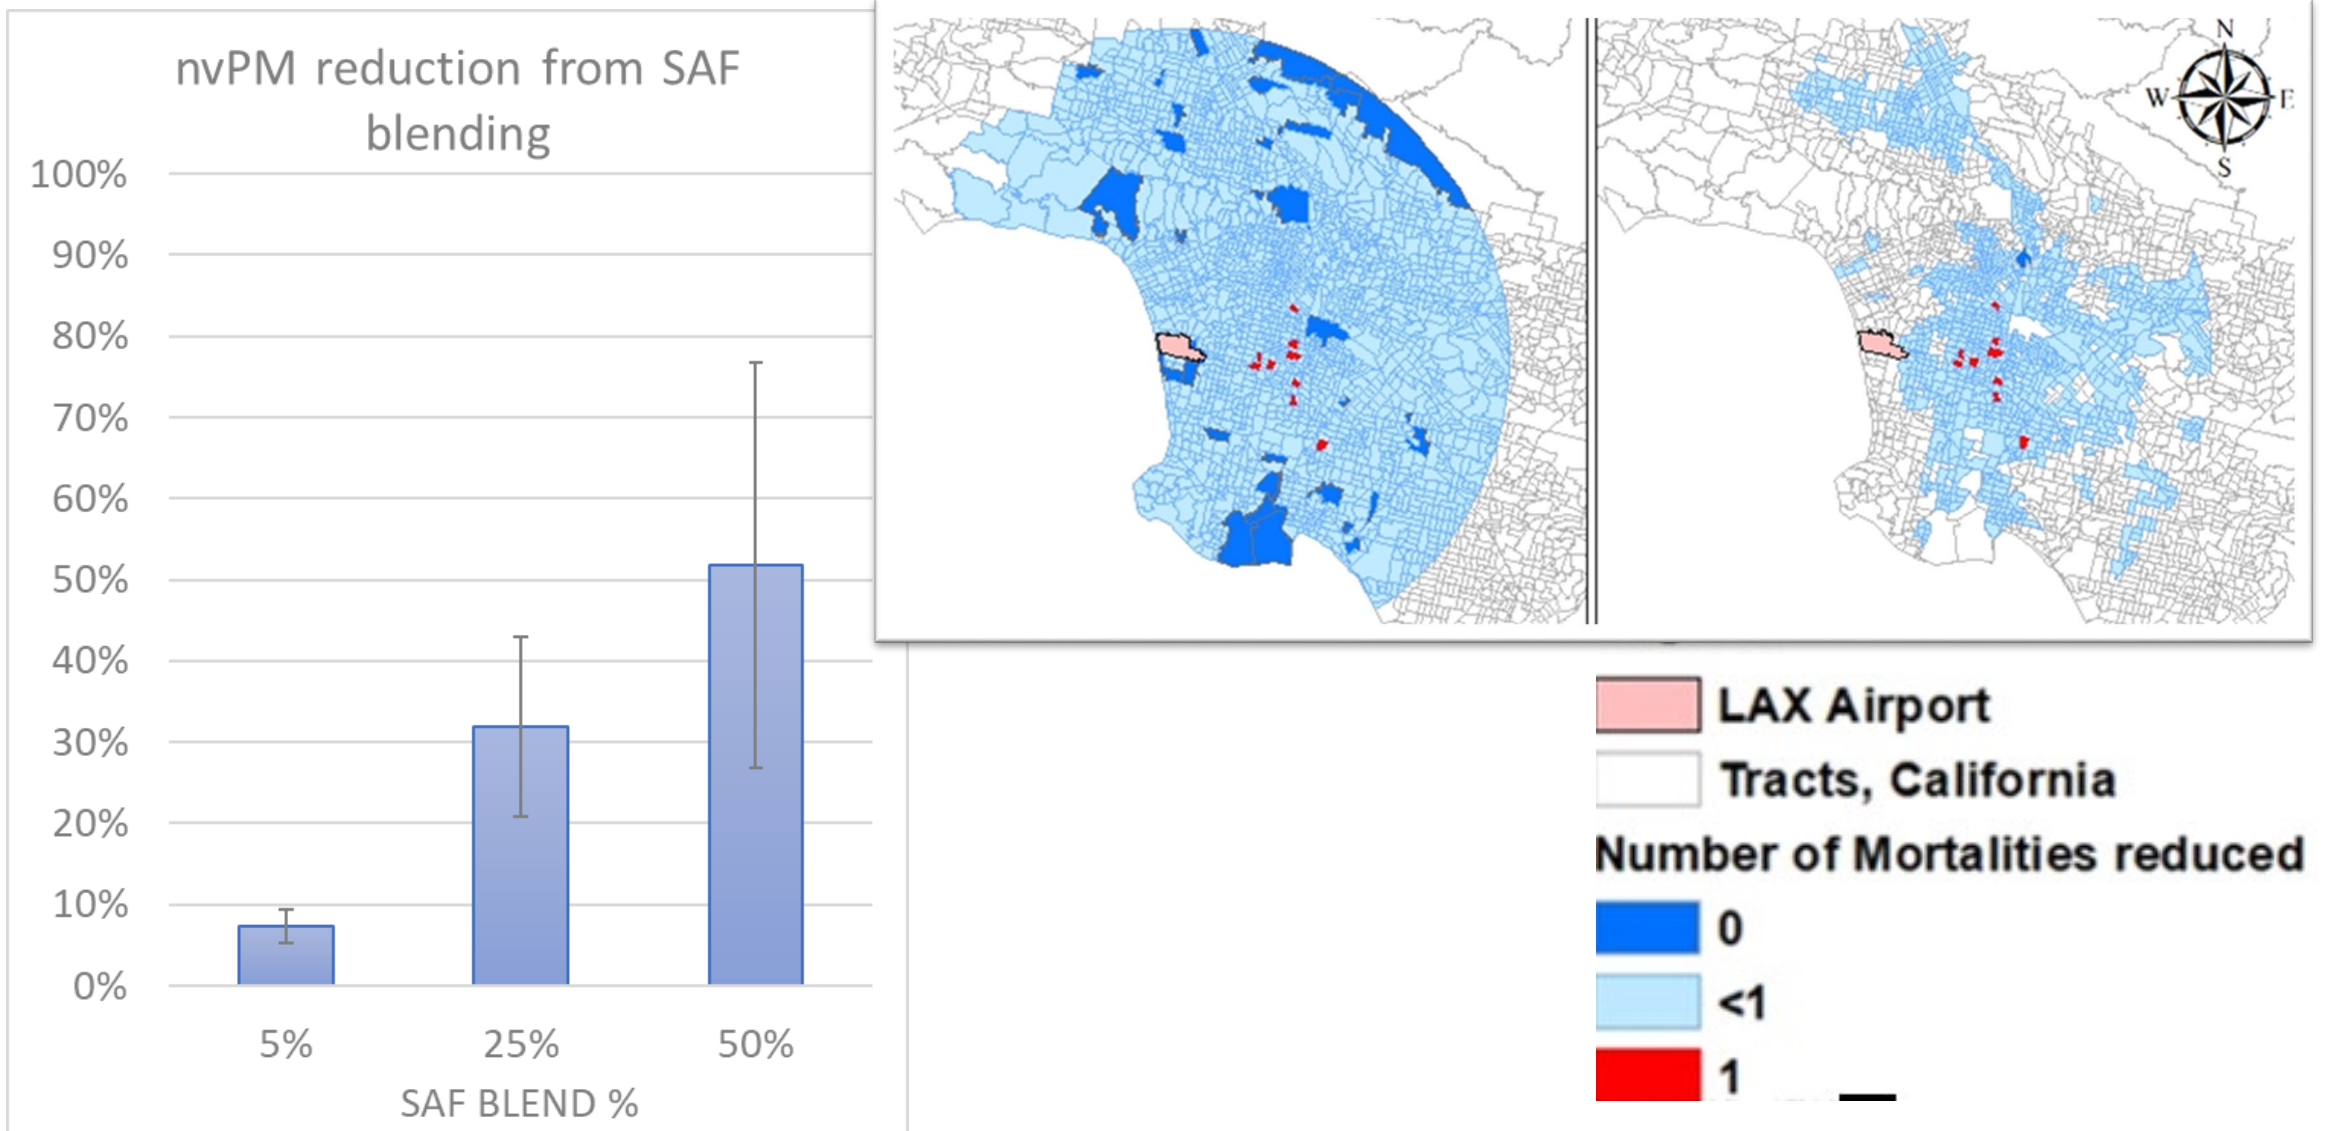 nvPM reduction from SAF
blending
100%
90%
80%
70%
60%
50%
40%
30%
20%
10%
0%
5% 25% 50%
SAF BLEND %
N
W E
S
LAX Airport
Tracts, California
Number of Mortalities reduced
0
<1
1